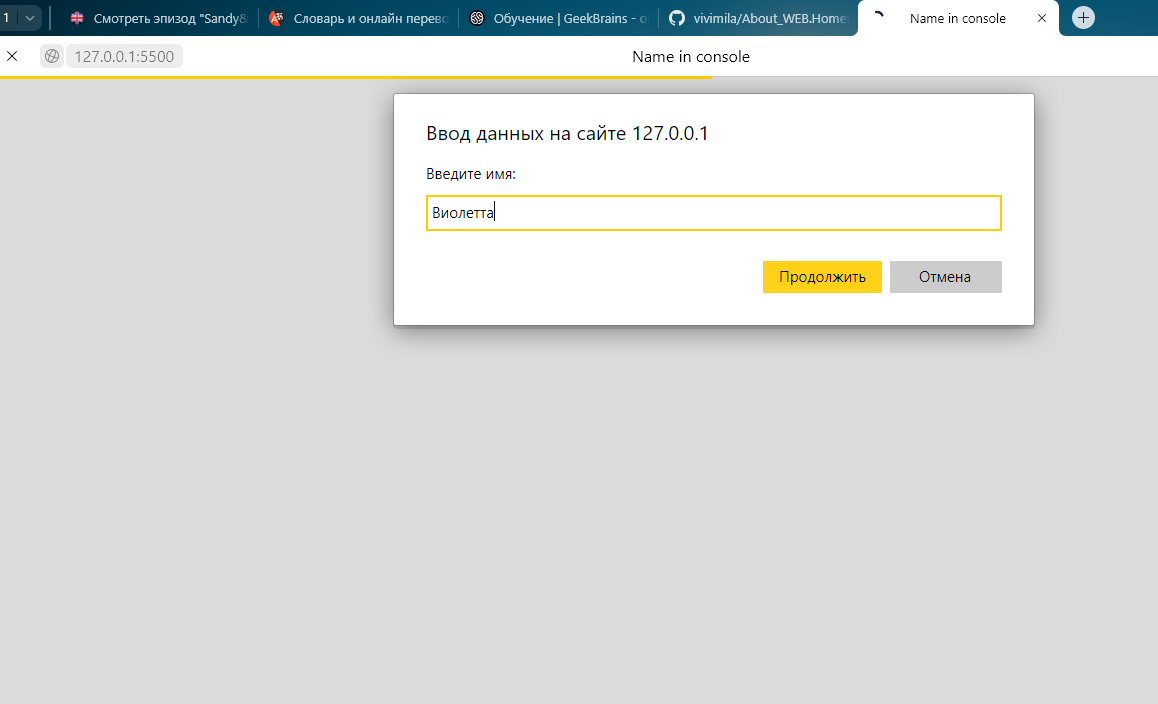 1
Смотреть эпизод "Sandy&
Словарь и онлайн перево
Обучение | GeekBrains - о
vivimila/About_WEB.Home
Name in console
127.0.0.1:5500
Name in console
Ввод данных на сайте 127.0.0.1
Введите имя:
Виолетта
Продолжить
Отмена